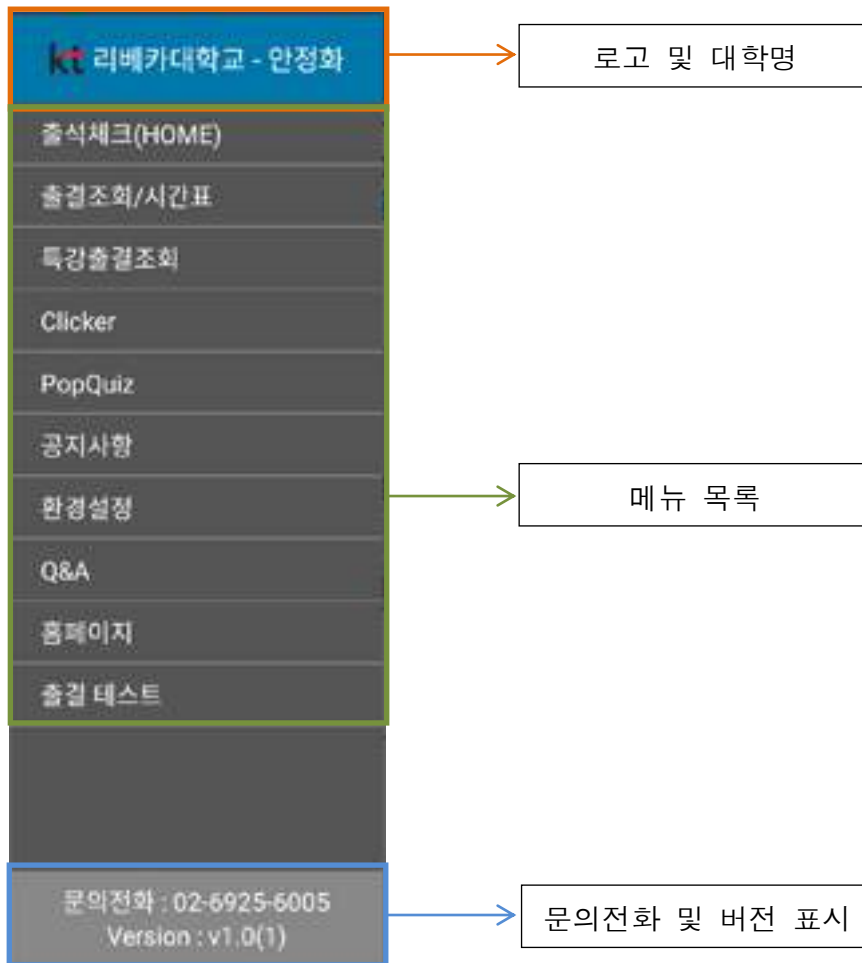 kt 리베카대학교 - 안정화
로고 및 대학명
출석체크(HOME)
출결조회/시간표
특강출결조회
Clicker
PopQuiz
공지사항
환경설정
메뉴 목록
Q&A
홈페이지
출결 테스트
문의전화 : 02-6925-6005
Version : v1.0(1)
문의전화 및 버전 표시